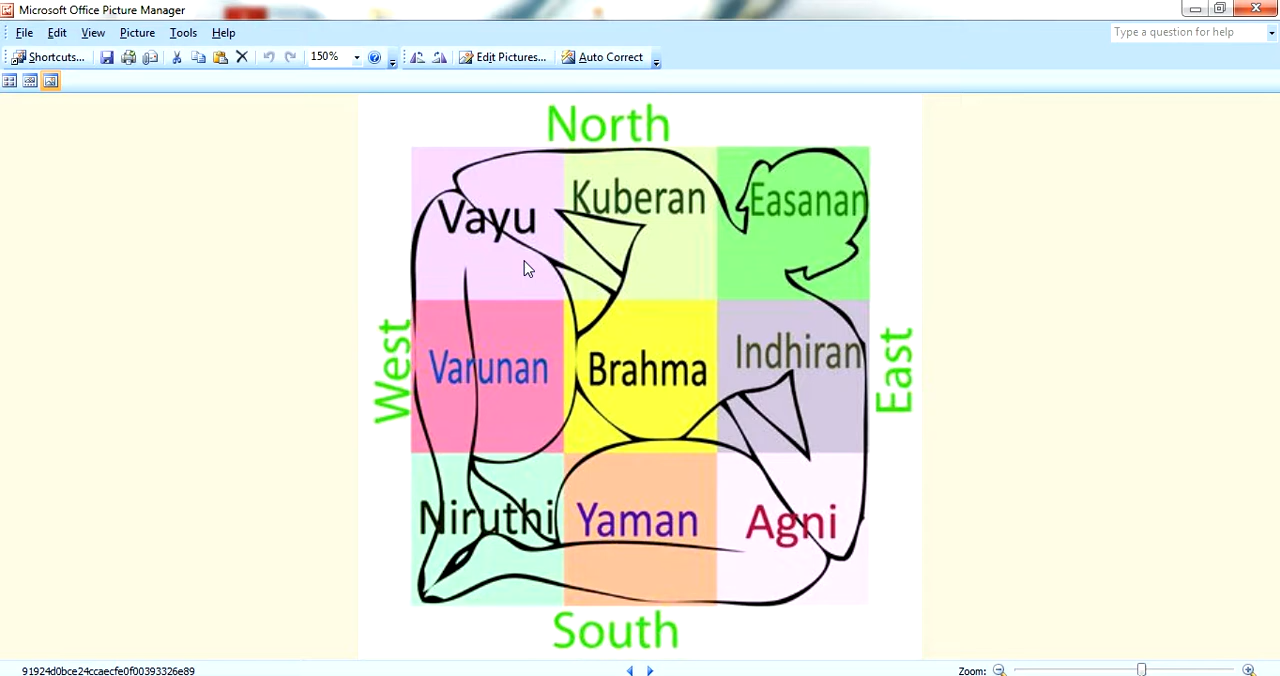 Microsoft Office Picture Manager
File Edit View Picture Tools Help
Type a question for help
Shortcuts... 150% Edit Pictures... Auto Correct
North
Vayu Kuberan Easanan
West Varunan Brahma Indhiran East
Niruthi Yaman Agni
South
91924d0bce24ccaecfe0f00393326e89 Zoom: